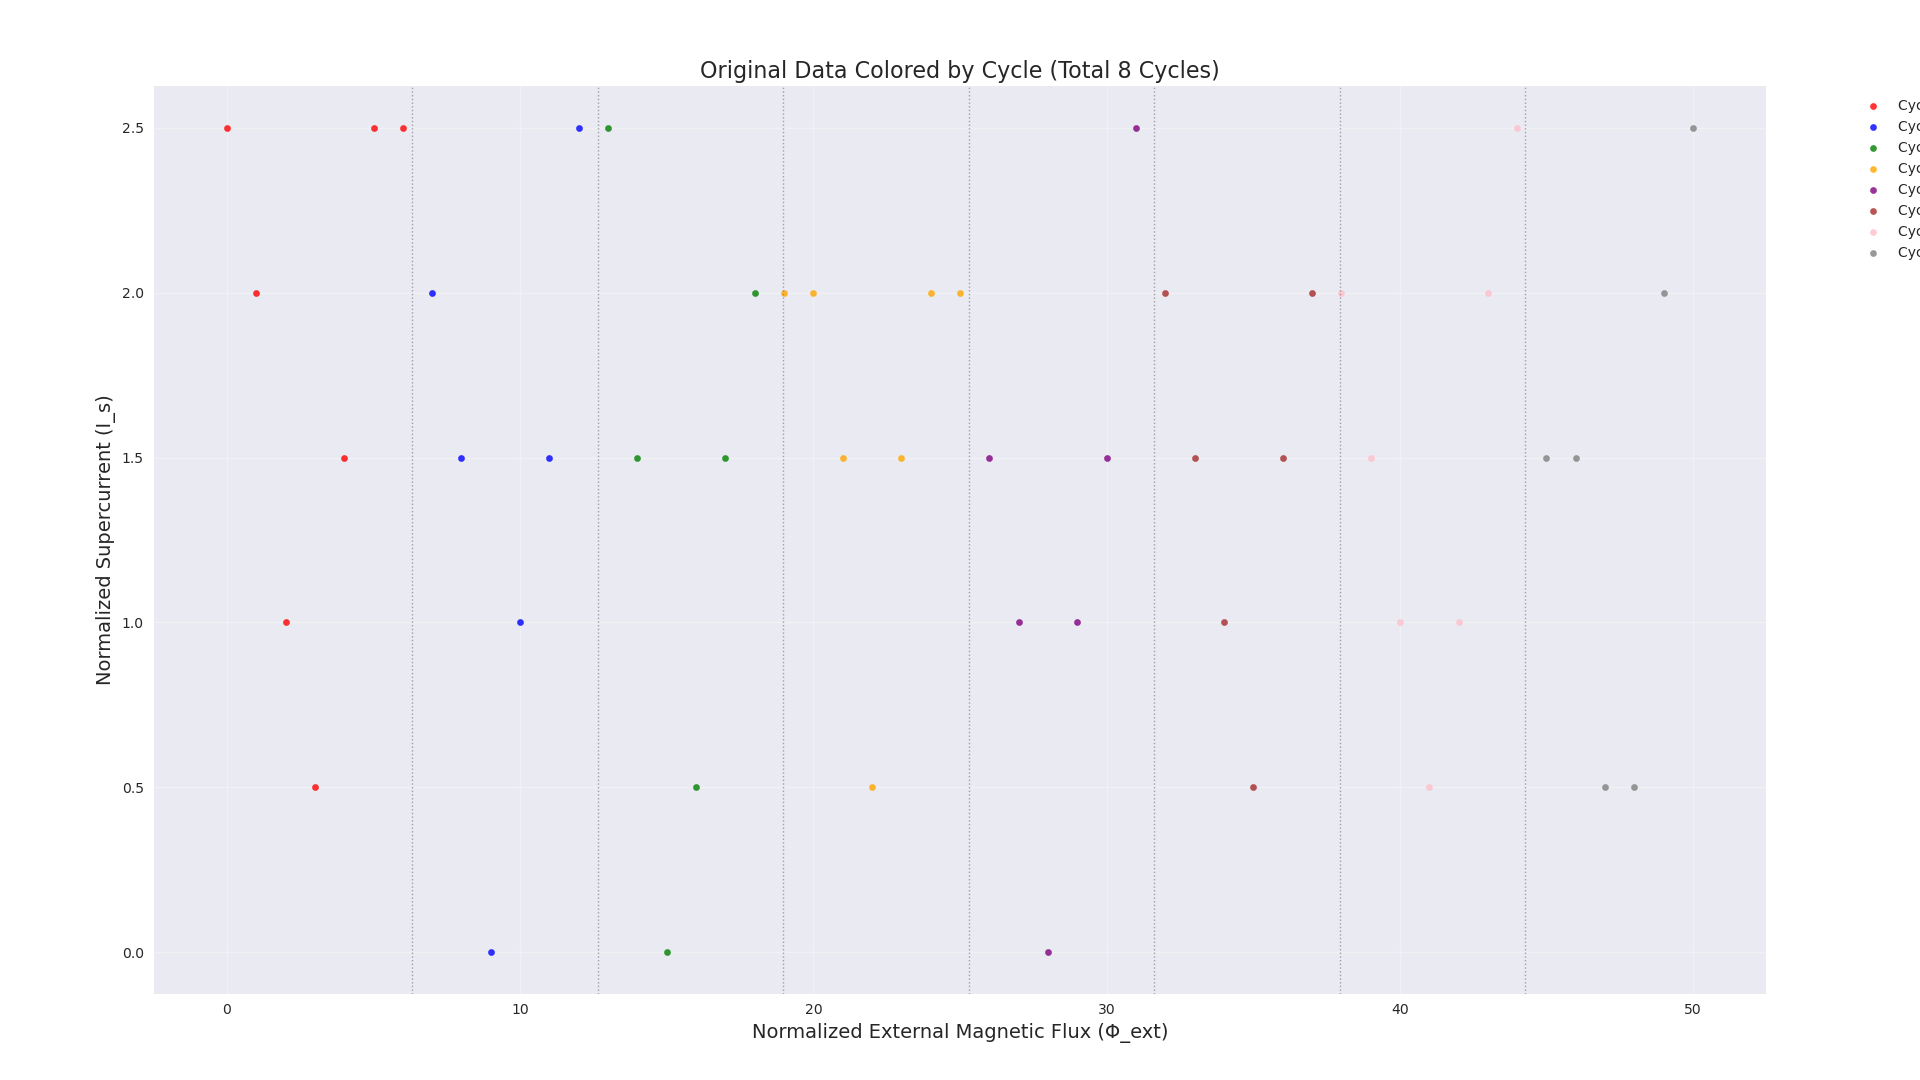 Original Data Colored by Cycle (Total 8 Cycles)
Cyc
Cyc
Cyc
Cyc
Cyc
Cyc
Cyc
Cyc
2.5
2.0
1.5
1.0
0.5
0.0
Normalized Supercurrent (I_s)
0 10 20 30 40 50
Normalized External Magnetic Flux (Φ_ext)